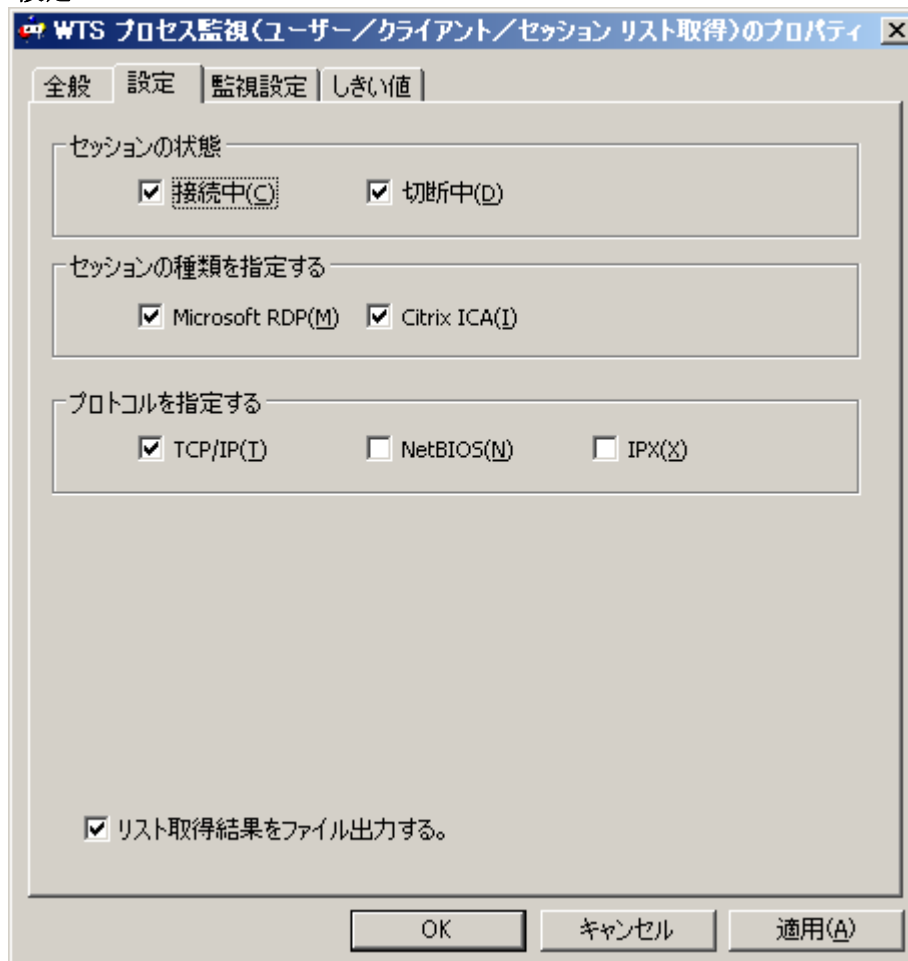 WTS プロセス監視(ユーザー/クライアント/セッション リスト取得)のプロパティ
全般 設定 監視設定 しきい値
セッションの状態
接続中(C) 切断中(D)
セッションの種類を指定する
Microsoft RDP(M) Citrix ICA(I)
プロトコルを指定する
TCP/IP(T) NetBIOS(N) IPX(X)
リスト取得結果をファイル出力する。
OK キャンセル 適用(A)